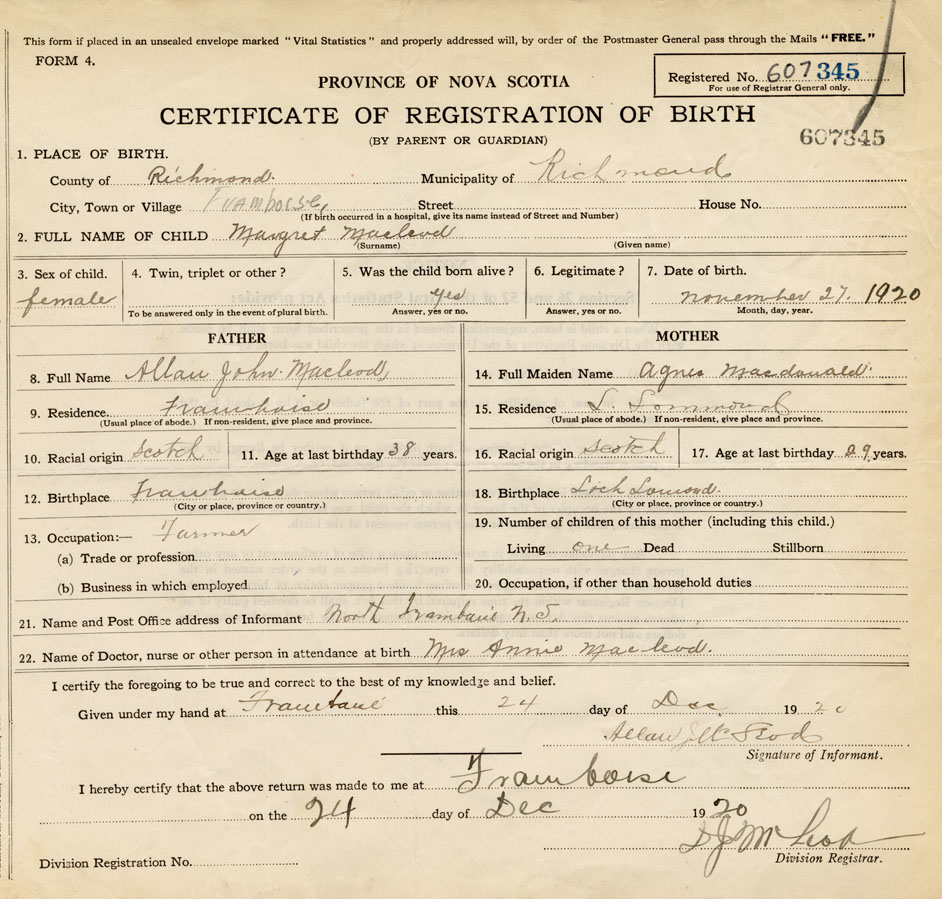 This form if placed in an unsealed envelope marked "Vital Statistics" and properly addressed will, by order of the Postmaster General pass through the Mails "FREE."
FORM 4.
Registered No. 607345
For use of Registrar General only.
PROVINCE OF NOVA SCOTIA
CERTIFICATE OF REGISTRATION OF BIRTH
(BY PARENT OR GUARDIAN)
607345
1. PLACE OF BIRTH.
County of Richmond Municipality of Richmond
City, Town or Village Framboise, Street House No.
(If birth occurred in a hospital, give its name instead of Street and Number)
2. FULL NAME OF CHILD Margret Macleod
(Surname) (Given name)
3. Sex of child. 4. Twin, triplet or other? 5. Was the child born alive? 6. Legitimate? 7. Date of birth.
female yes november 27. 1920
To be answered only in the event of plural birth. Answer, yes or no. Answer, yes or no. Month, day, year.
FATHER MOTHER
8. Full Name Allan John Macleod, 14. Full Maiden Name Agnes Macdonald.
9. Residence. Framboise 15. Residence. L. Lomond
(Usual place of abode.) If non-resident, give place and province. (Usual place of abode.) If non-resident, give place and province.
10. Racial origin Scotch 11. Age at last birthday 38 years. 16. Racial origin Scotch 17. Age at last birthday 29 years.
12. Birthplace Framboise 18. Birthplace Loch Lomond.
(City or place, province or country.) (City or place, province or country.)
13. Occupation:— Farmer 19. Number of children of this mother (including this child.)
(a) Trade or profession Living one Dead Stillborn
(b) Business in which employed 20. Occupation, if other than household duties
21. Name and Post Office address of Informant North Framboise N.S.
22. Name of Doctor, nurse or other person in attendance at birth Mrs Annie Macleod.
I certify the foregoing to be true and correct to the best of my knowledge and belief.
Given under my hand at Framboise this 24 day of Dec 1920
Allan J McLeod
Signature of Informant.
I hereby certify that the above return was made to me at Framboise
on the 24 day of Dec 1920
D J McLeod
Division Registration No. Division Registrar.